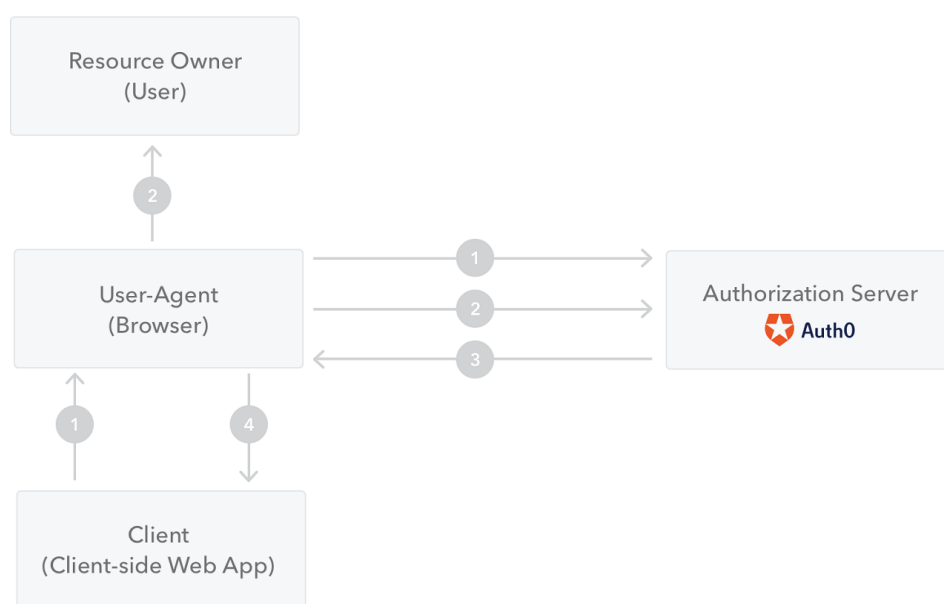 Resource Owner
(User)
2
User-Agent
(Browser)
1
2
3
Authorization Server
Auth0
1
4
Client
(Client-side Web App)